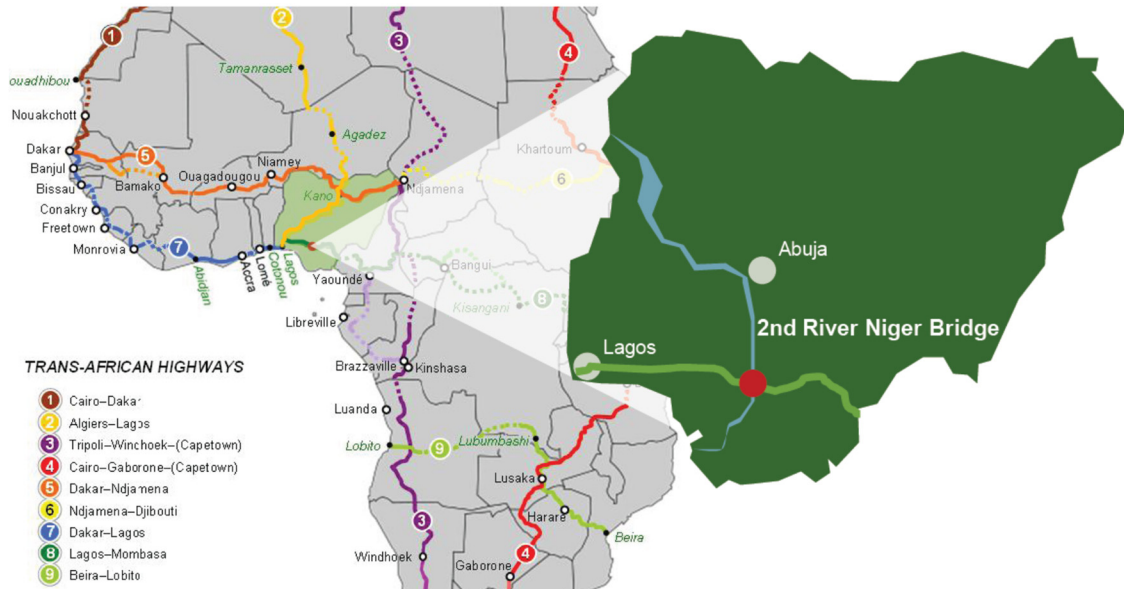 1
2
3
4
Tamanrasset
ouadhibou
Nouakchott
Agadez
Khartoum
Dakar
5
Niamey
Banjul
Ouagadougou
Bamako
Bissau
Kano
Ndjamena
6
Conakry
Freetown
Monrovia
7
Abidjan
Accra
Lomé
Cotonou
Lagos
Yaoundé
Bangui
Kisangani
8
Libreville
Abuja
2nd River Niger Bridge
Lagos
Brazzaville
Kinshasa
Luanda
Lobito
9
Lubumbashi
Lusaka
Harare
Beira
3
Windhoek
4
Gaborone
TRANS-AFRICAN HIGHWAYS
1 Cairo–Dakar
2 Algiers–Lagos
3 Tripoli–Winchoek–(Capetown)
4 Cairo–Gaborone–(Capetown)
5 Dakar–Ndjamena
6 Ndjamena–Djibouti
7 Dakar–Lagos
8 Lagos–Mombasa
9 Beira–Lobito